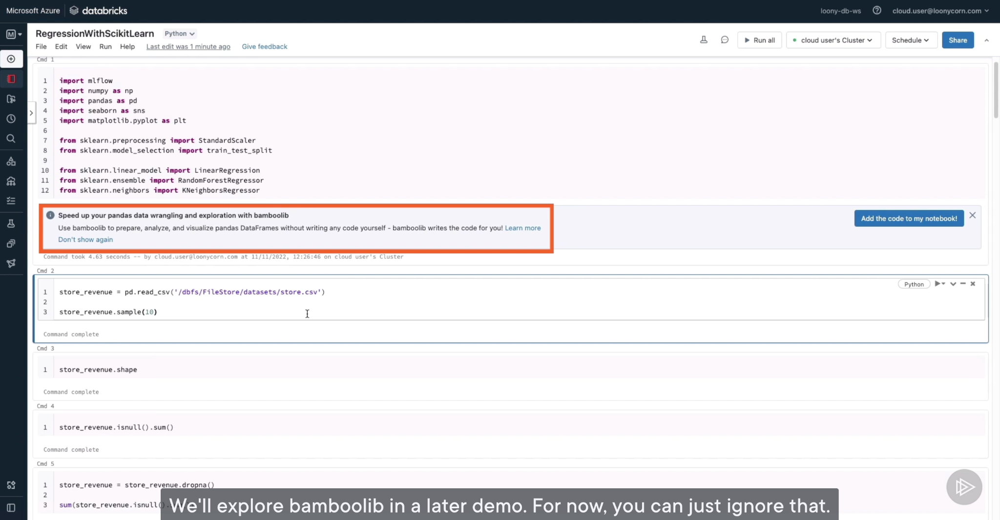 Microsoft Azure databricks loony-db-ws cloud.user@loonycorn.com
RegressionWithScikitLearn Python
File Edit View Run Help Last edit was 1 minute ago Give feedback Run all cloud user's Cluster Schedule Share
Cmd 1
1 import mlflow
2 import numpy as np
3 import pandas as pd
4 import seaborn as sns
5 import matplotlib.pyplot as plt
6
7 from sklearn.preprocessing import StandardScaler
8 from sklearn.model_selection import train_test_split
9
10 from sklearn.linear_model import LinearRegression
11 from sklearn.ensemble import RandomForestRegressor
12 from sklearn.neighbors import KNeighborsRegressor
Speed up your pandas data wrangling and exploration with bamboolib
Use bamboolib to prepare, analyze, and visualize pandas DataFrames without writing any code yourself - bamboolib writes the code for you! Learn more
Don't show again
Add the code to my notebook!
Command took 4.63 seconds -- by cloud.user@loonycorn.com at 11/11/2022, 12:26:46 on cloud user's Cluster
Cmd 2
Python
1 store_revenue = pd.read_csv('/dbfs/FileStore/datasets/store.csv')
2
3 store_revenue.sample(10)
Command complete
Cmd 3
1 store_revenue.shape
Command complete
Cmd 4
1 store_revenue.isnull().sum()
Command complete
Cmd 5
1 store_revenue = store_revenue.dropna()
2
3 sum(store_revenue.isnull()
We'll explore bamboolib in a later demo. For now, you can just ignore that.